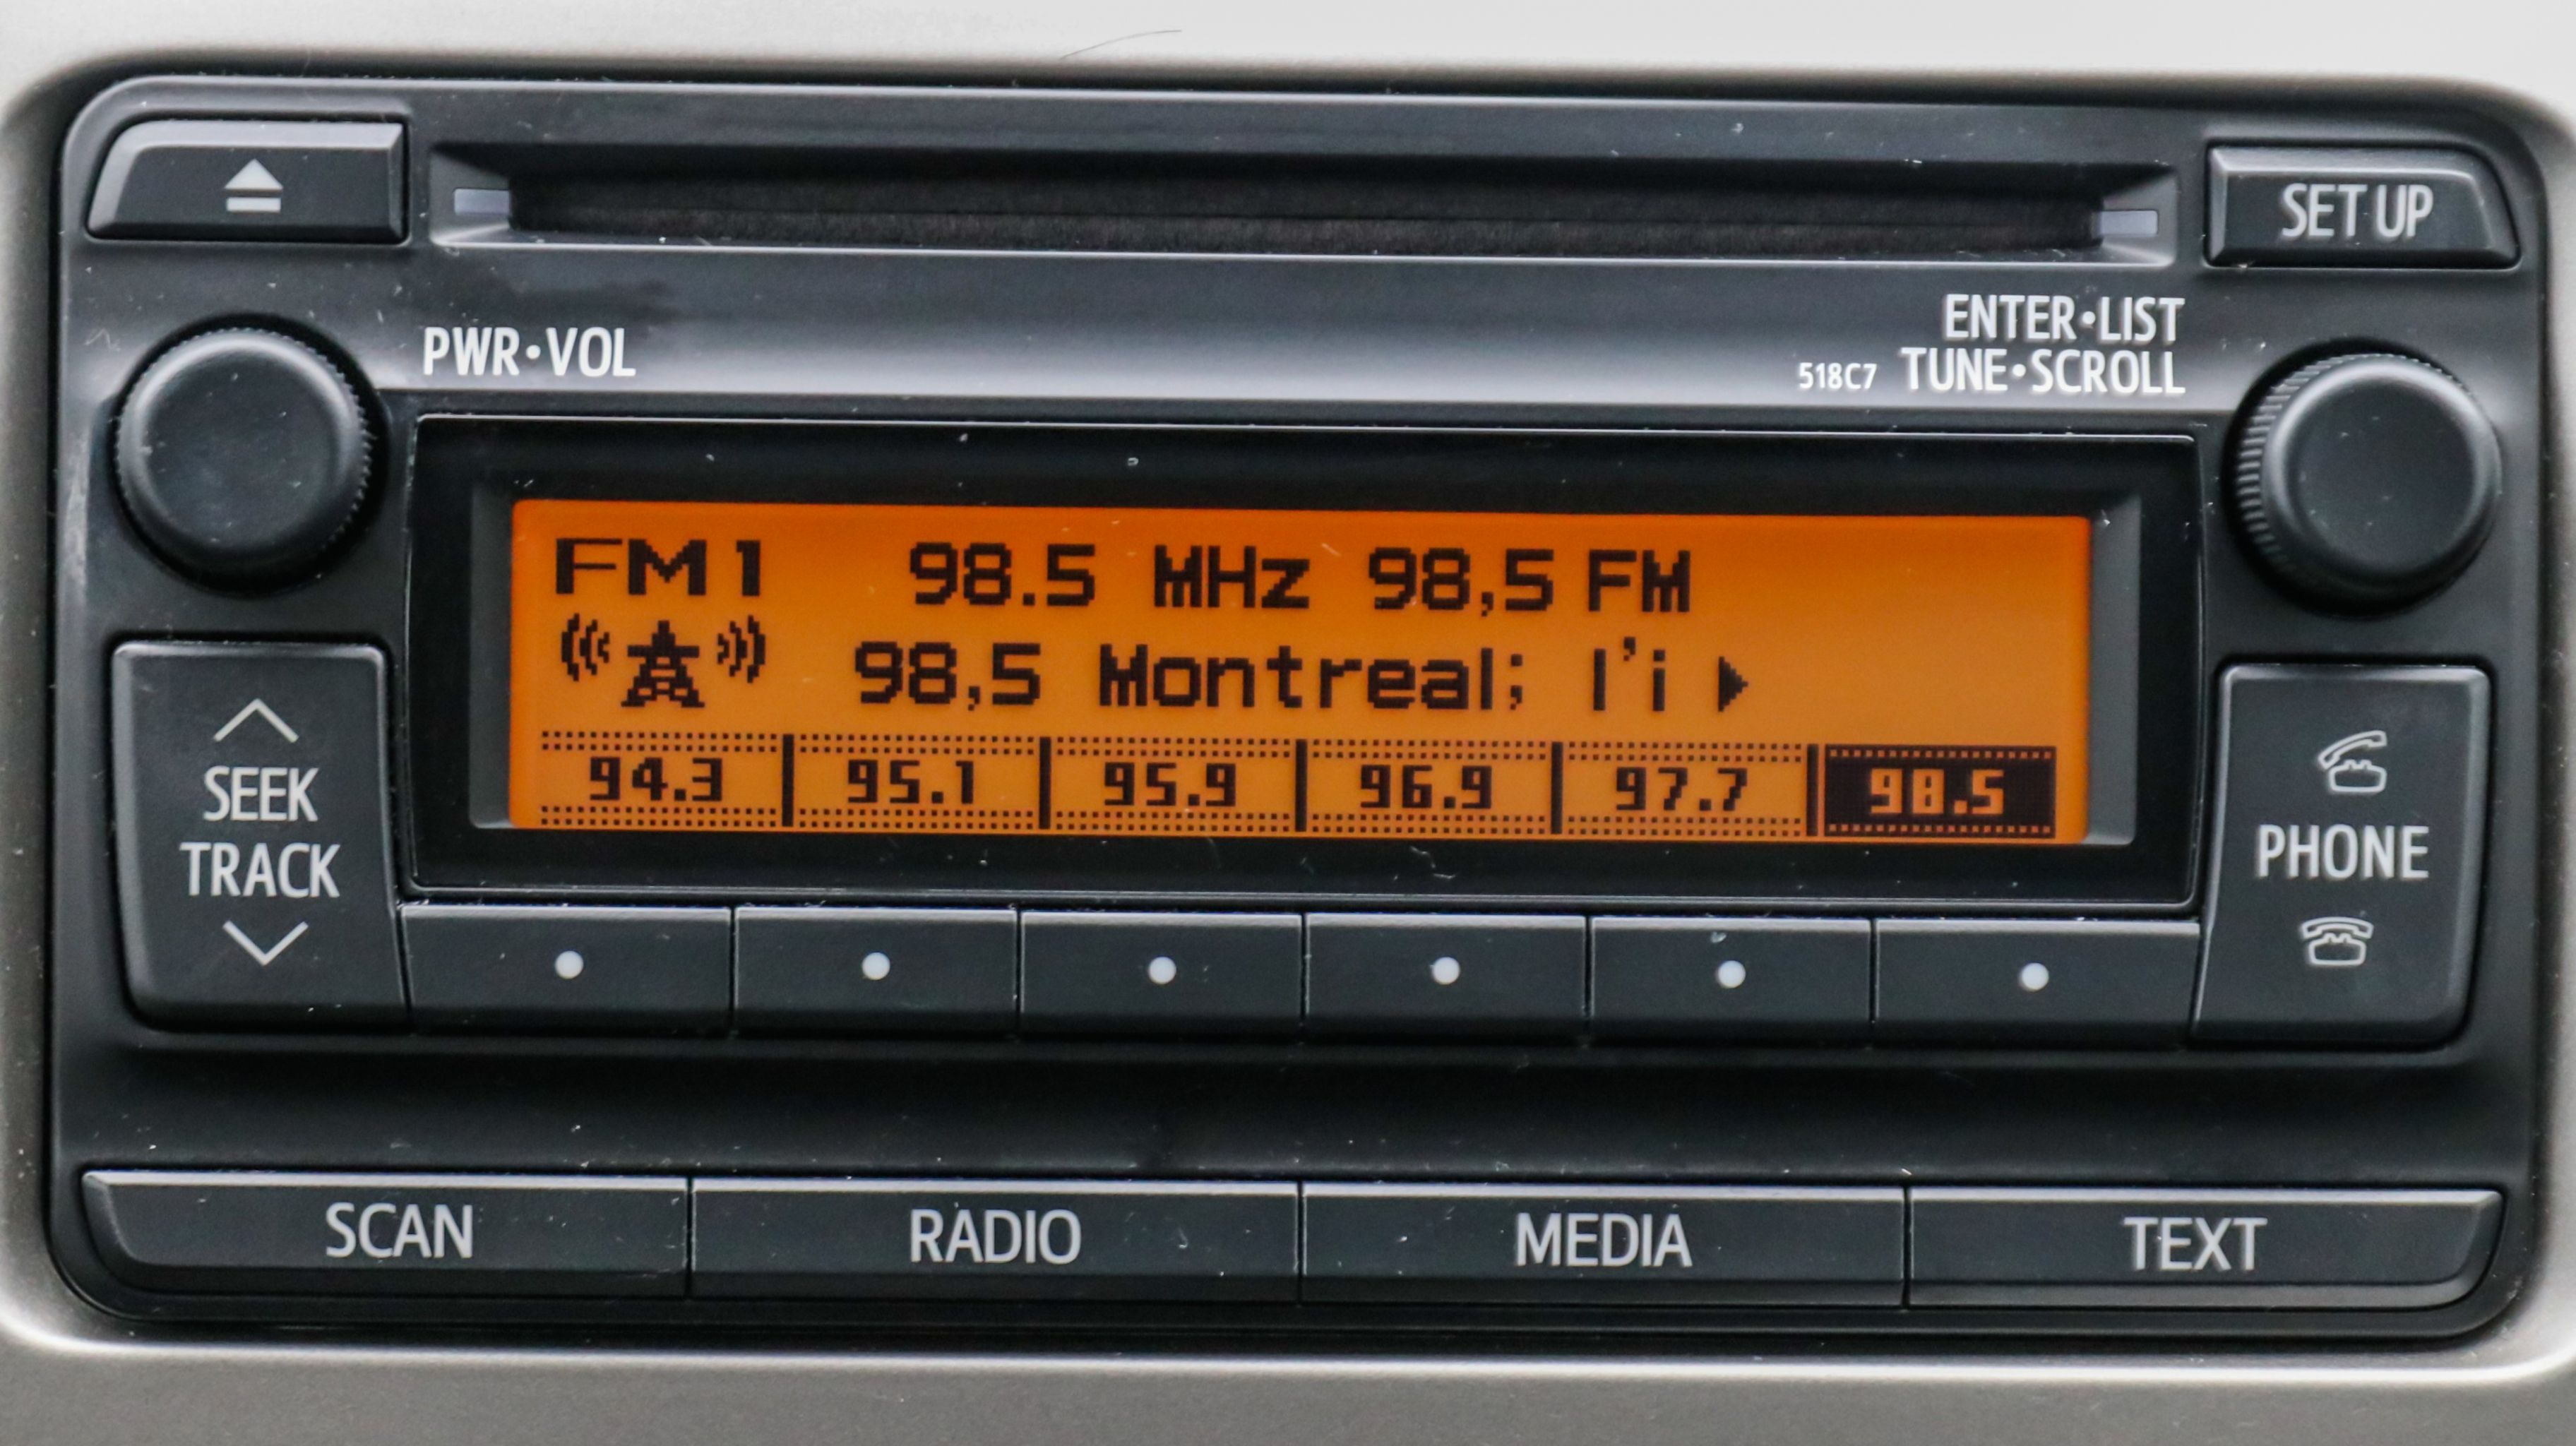 SET UP
PWR•VOL
ENTER•LIST
518C7 TUNE•SCROLL
FM1 98.5 MHz 98,5 FM
98,5 Montreal; l'i
94.3 95.1 95.9 96.9 97.7 98.5
SEEK
TRACK
PHONE
SCAN RADIO MEDIA TEXT